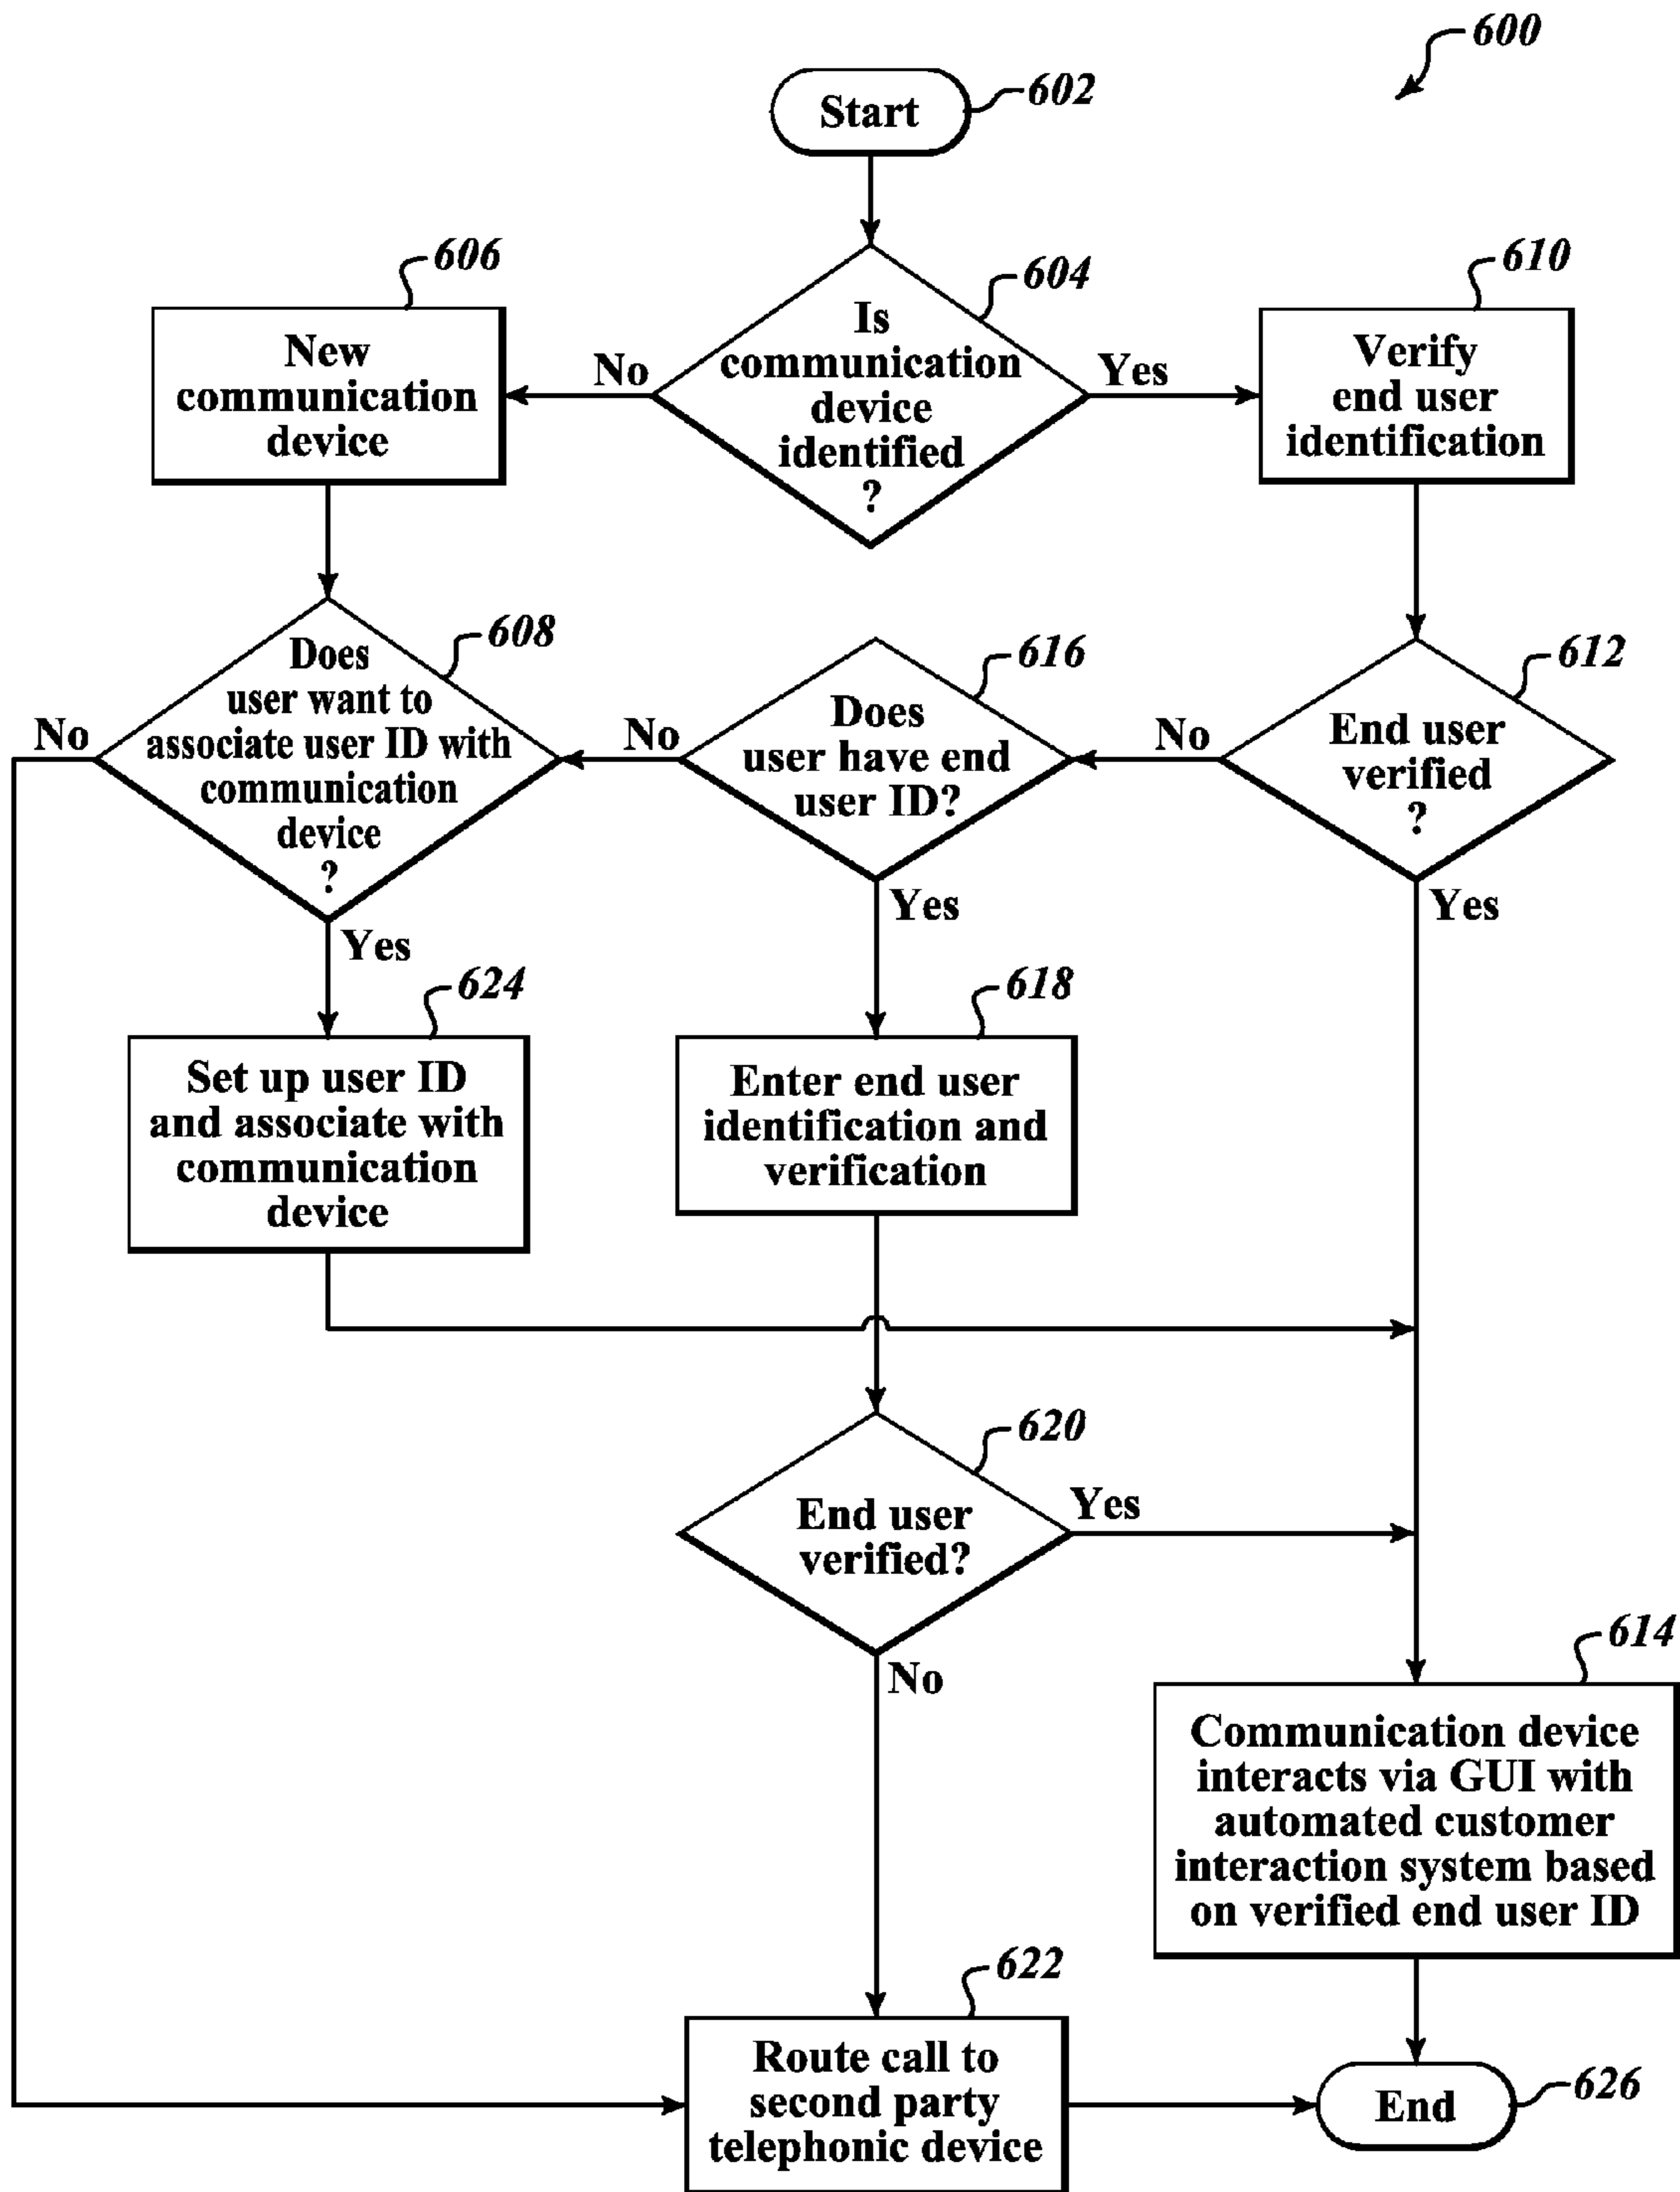 600
Start
602
606
New
communication
device
No
604
Is
communication
device
identified
?
Yes
610
Verify
end user
identification
608
Does
user want to
associate user ID with
communication
device
?
No
Yes
616
Does
user have end
user ID?
No
Yes
612
End user
verified
?
No
Yes
624
Set up user ID
and associate with
communication
device
618
Enter end user
identification and
verification
620
End user
verified?
Yes
No
614
Communication device
interacts via GUI with
automated customer
interaction system based
on verified end user ID
622
Route call to
second party
telephonic device
End
626